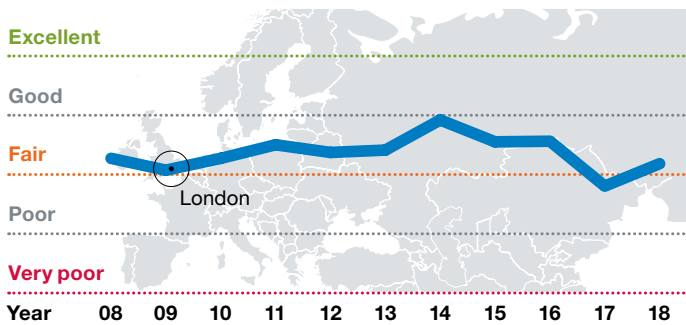 Excellent
Good
Fair
London
Poor
Very poor
Year 08 09 10 11 12 13 14 15 16 17 18